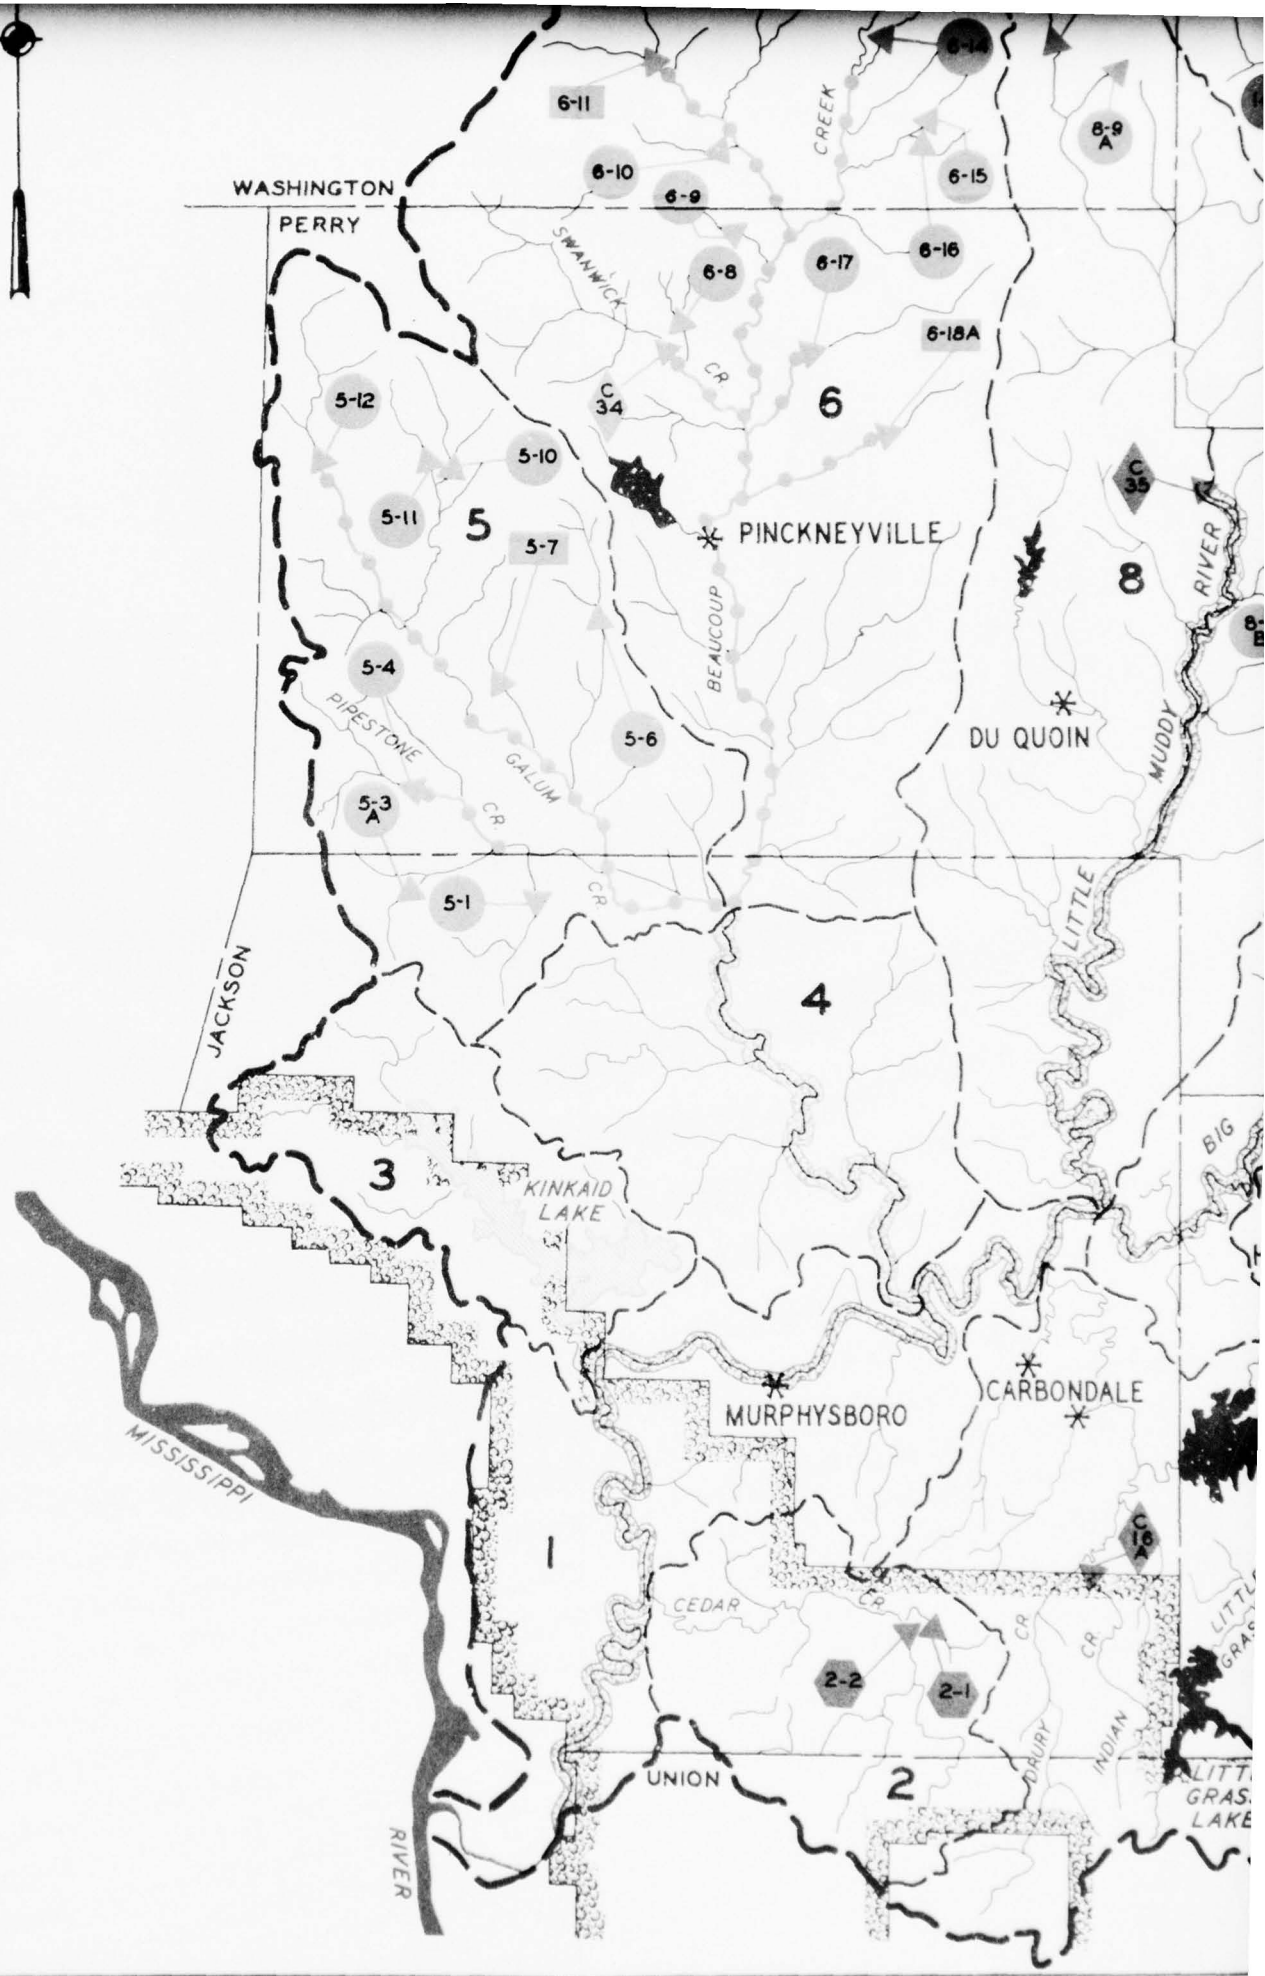 6-14
6-11
CREEK
8-9
A
6-10
6-15
WASHINGTON
6-9
PERRY
SWANWICK
CR.
6-16
6-8
6-17
6-18A
5-12
C
34
6
5-10
C
35
5-11
5
PINCKNEYVILLE
5-7
RIVER
8
BEAUCOUP
5-4
PIPESTONE
CR.
MUDDY
5-6
DU QUOIN
GALUM
CR.
5-3
A
LITTLE
5-1
JACKSON
4
BIG
3
KINKAID
LAKE
MURPHYSBORO
CARBONDALE
MISSISSIPPI
C
16
A
1
CEDAR
CR.
CR.
CR.
LITTLE
2-2
2-1
DRURY
INDIAN
UNION
2
LAKE
RIVER